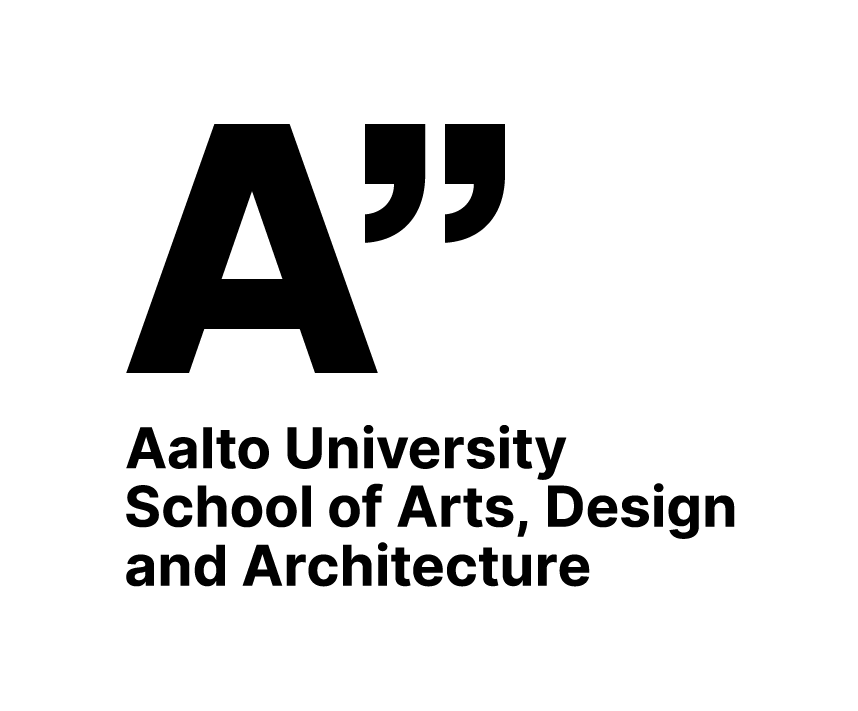 A”
Aalto University
School of Arts, Design
and Architecture